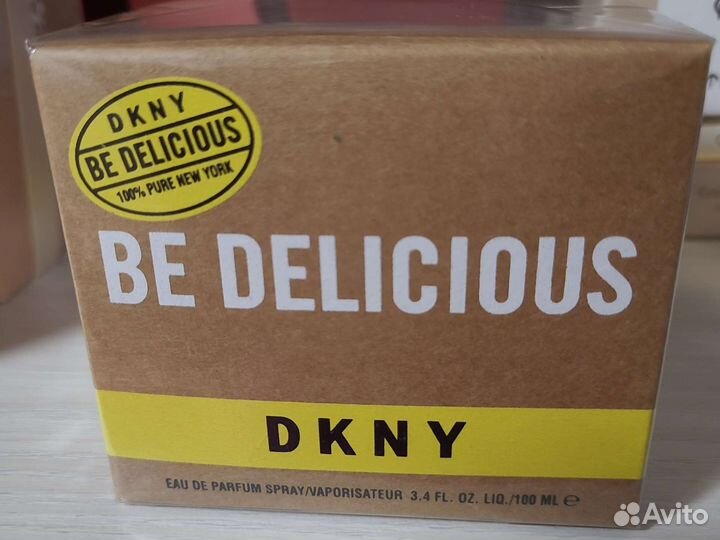 DKNY
BE DELICIOUS
100% PURE NEW YORK
BE DELICIOUS
DKNY
EAU DE PARFUM SPRAY/VAPORISATEUR 3.4 FL. OZ. LIQ./100 ML ℮
Avito